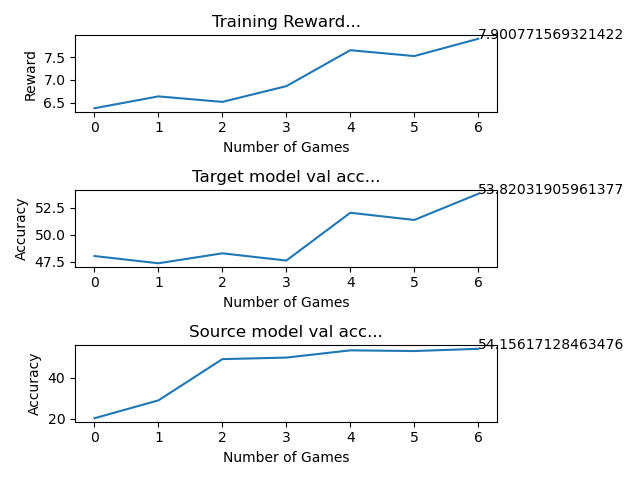 Training Reward...
7.900771569321422
Reward
7.5
7.0
6.5
0 1 2 3 4 5 6
Number of Games
Target model val acc...
53.82031905961377
Accuracy
52.5
50.0
47.5
0 1 2 3 4 5 6
Number of Games
Source model val acc...
54.15617128463476
Accuracy
40
20
0 1 2 3 4 5 6
Number of Games